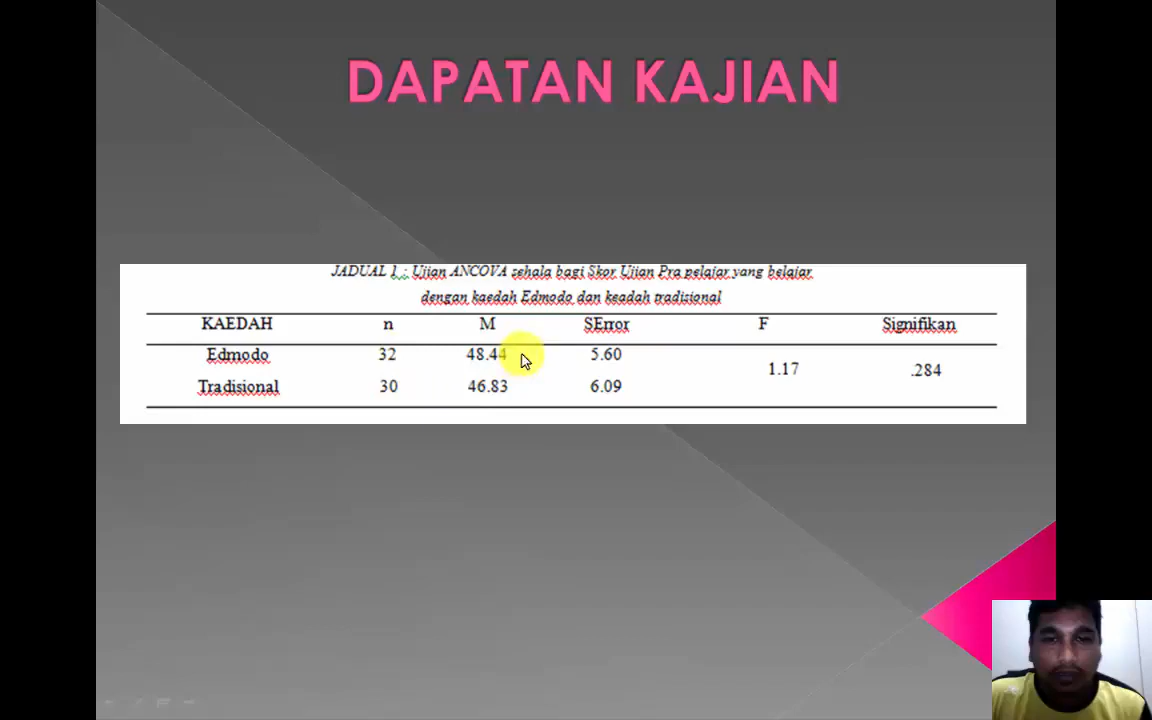 DAPATAN KAJIAN
JADUAL 1 : Ujian ANCOVA sehala bagi Skor Ujian Pra pelajar yang belajar
dengan kaedah Edmodo dan keadah tradisional
KAEDAH n M SError F Signifikan
Edmodo 32 48.44 5.60
1.17 .284
Tradisional 30 46.83 6.09